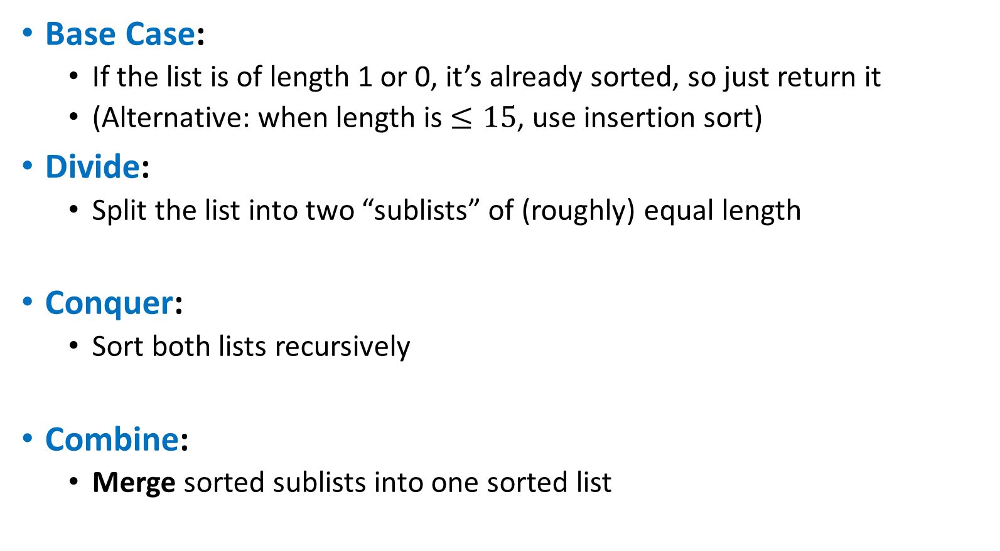 • Base Case:
• If the list is of length 1 or 0, it’s already sorted, so just return it
• (Alternative: when length is ≤ 15, use insertion sort)
• Divide:
• Split the list into two “sublists” of (roughly) equal length
• Conquer:
• Sort both lists recursively
• Combine:
• Merge sorted sublists into one sorted list